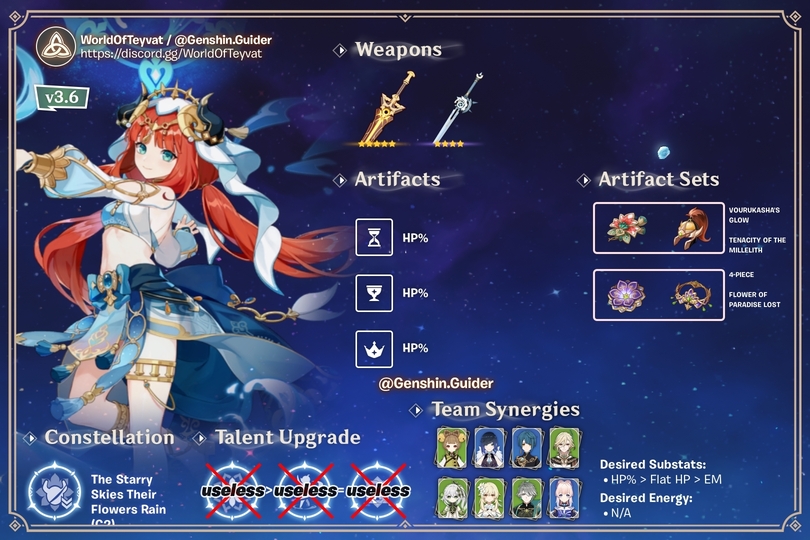 WorldOfTeyvat / @Genshin.Guider
https://discord.gg/WorldOfTeyvat
v3.6
Weapons
Artifacts
HP%
HP%
HP%
Artifact Sets
VOURUKASHA'S
GLOW
TENACITY OF THE
MILLELITH
4-PIECE
FLOWER OF
PARADISE LOST
@Genshin.Guider
Team Synergies
Desired Substats:
• HP% > Flat HP > EM
Desired Energy:
• N/A
Constellation
The Starry
Skies Their
Flowers Rain
(C2)
Talent Upgrade
useless > useless = useless